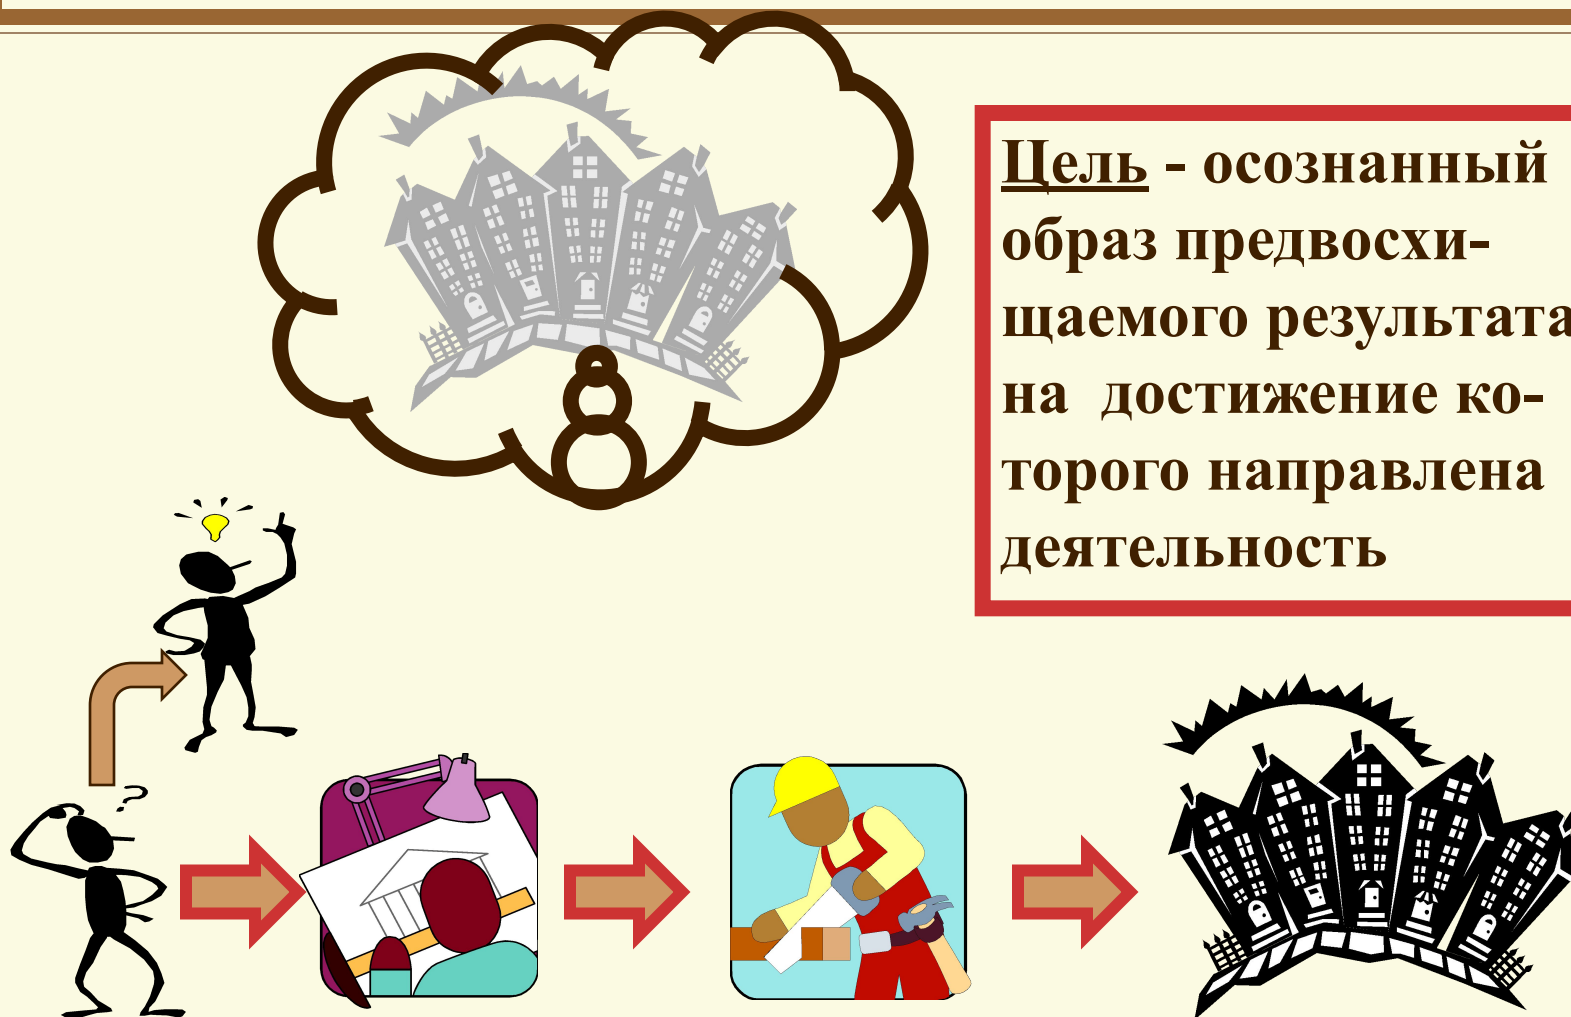 Цель - осознанный
образ предвосхи-
щаемого результата
на  достижение ко-
торого направлена
деятельность
?